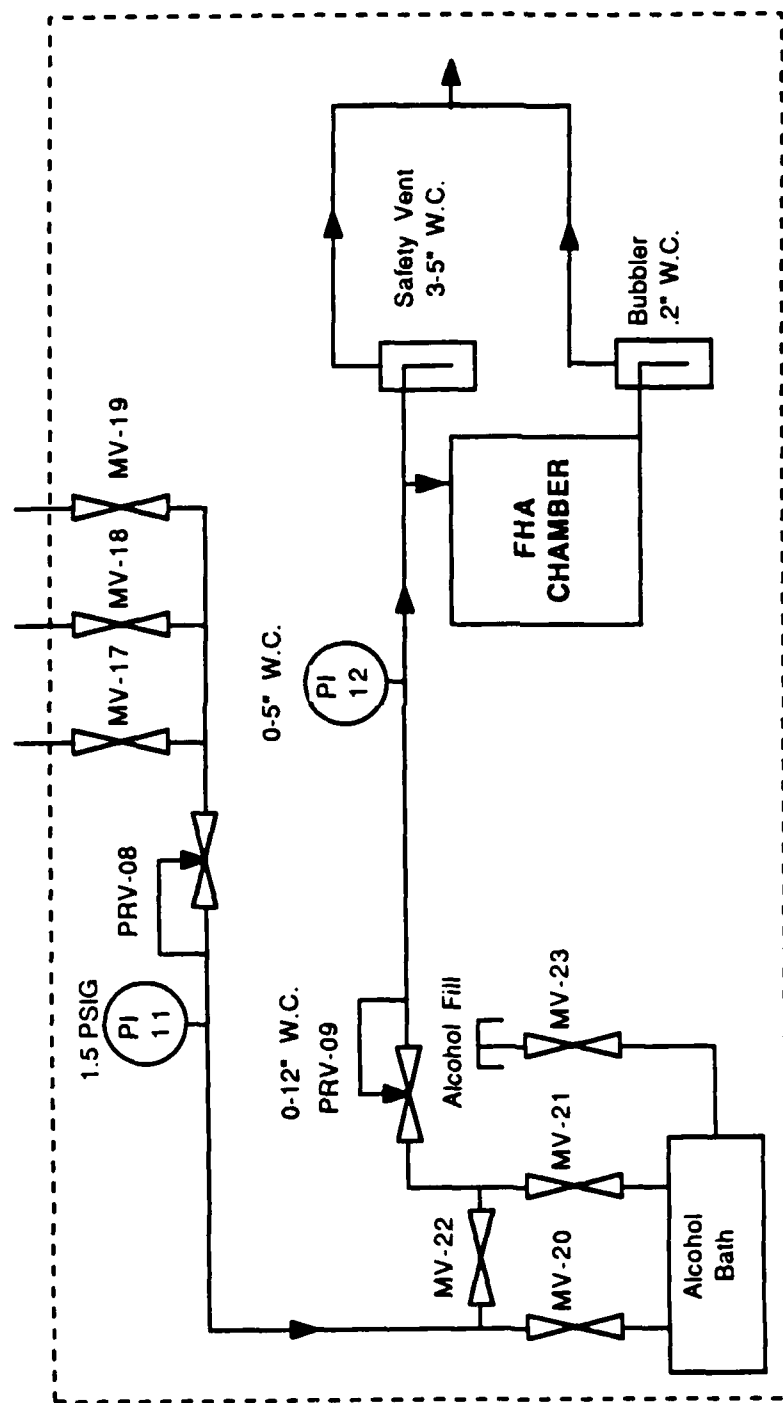 MV-17
MV-18
MV-19
PRV-08
1.5 PSIG
PI
11
0-5" W.C.
PI
12
Safety Vent
3-5" W.C.
0-12" W.C.
PRV-09
Alcohol Fill
MV-23
MV-22
MV-21
MV-20
Alcohol
Bath
FHA
CHAMBER
Bubbler
.2" W.C.